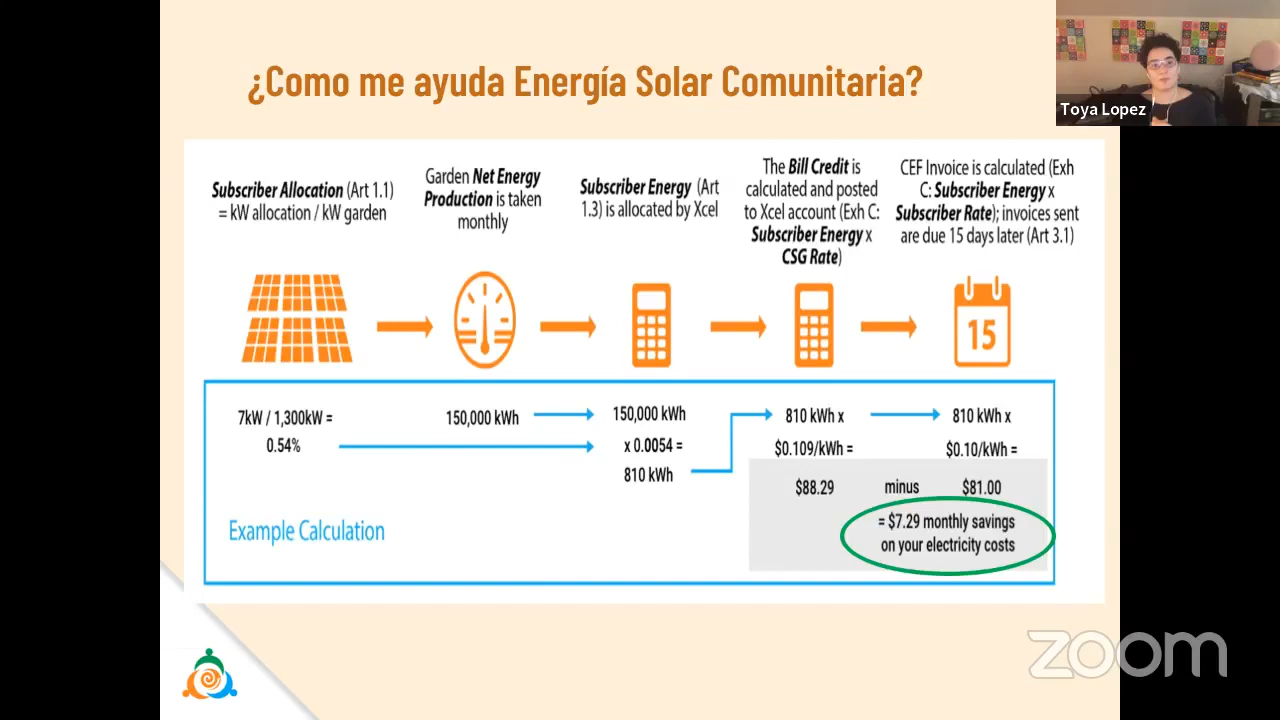 ¿Como me ayuda Energía Solar Comunitaria?
Toya Lopez
Subscriber Allocation (Art 1.1)
= kW allocation / kW garden
Garden Net Energy
Production is taken
monthly
Subscriber Energy (Art
1.3) is allocated by Xcel
The Bill Credit is
calculated and posted
to Xcel account (Exh C:
Subscriber Energy x
CSG Rate)
CEF Invoice is calculated (Exh
C: Subscriber Energy x
Subscriber Rate); invoices sent
are due 15 days later (Art 3.1)
15
7kW / 1,300kW =
0.54%
150,000 kWh
150,000 kWh
x 0.0054 =
810 kWh
810 kWh x
$0.109/kWh =
$88.29
minus
810 kWh x
$0.10/kWh =
$81.00
= $7.29 monthly savings
on your electricity costs
Example Calculation
zoom